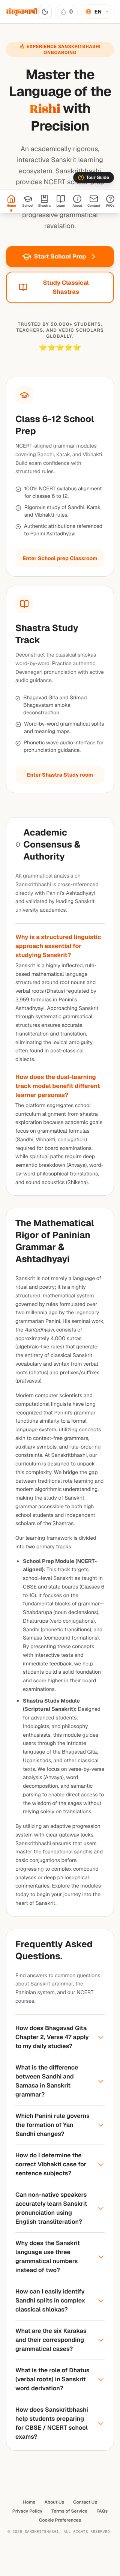 संस्कृतभाषी
0
EN
🔥 EXPERIENCE SANSKRITBHASHI
ONBOARDING
Master the
Language of the
Rishi with
Precision
An academically rigorous,
interactive Sanskrit learning
ecosystem. Sanskritbhashi
provides NCERT school prep
Tour Guide
Home
School
Shastra
Learn
About
Contact
FAQs
progressive grammatical
revelation.
Start School Prep
Study Classical
Shastras
TRUSTED BY 50,000+ STUDENTS,
TEACHERS, AND VEDIC SCHOLARS
GLOBALLY.
Class 6-12 School
Prep
NCERT-aligned grammar modules
covering Sandhi, Karak, and Vibhakti.
Build exam confidence with
structured rules.
100% NCERT syllabus alignment
for classes 6 to 12.
Rigorous study of Sandhi, Karak,
and Vibhakti rules.
Authentic attributions referenced
to Panini Ashtadhyayi.
Enter School prep Classroom
Shastra Study
Track
Deconstruct the classical shlokas
word-by-word. Practice authentic
Devanagari pronunciation with active
audio guidance.
Bhagavad Gita and Srimad
Bhagavatam shloka
deconstruction.
Word-by-word grammatical splits
and meaning maps.
Phonetic wave audio interface for
pronunciation guidance.
Enter Shastra Study room
Academic
Consensus &
Authority
All grammatical analysis on
Sanskritbhashi is cross-referenced
directly with Panini's Ashtadhyayi
and validated by leading Sanskrit
university academics.
Why is a structured linguistic
approach essential for
studying Sanskrit?
Sanskrit is a highly inflected, rule-
based mathematical language
structured around root nouns and
roots (Dhatus) regulated by
3,959 formulas in Panini's
Ashtadhyayi. Approaching Sanskrit
through systematic grammatical
structures ensures accurate
transliteration and translation,
eliminating the lexical ambiguity
often found in post-classical
dialects.
How does the dual-learning
track model benefit different
learner personas?
The platform segregates school
curriculum alignment from shastra
exploration because academic goals
focus on grammatical formulas
(Sandhi, Vibhakti, conjugation)
required for board examinations,
while spiritual paths require deep
semantic breakdown (Anvaya), word-
by-word philosophical translations,
and sound acoustics (Shiksha).
The Mathematical
Rigor of Paninian
Grammar &
Ashtadhyayi
Sanskrit is not merely a language of
ritual and poetry; it is a highly
structured, mathematical system
governed by rules formulated over
two millennia ago by the legendary
grammarian Panini. His seminal work,
the Ashtadhyayi, consists of
approximately 4,000 sutras
(algebraic-like rules) that generate
the structure of classical Sanskrit
vocabulary and syntax from verbal
roots (dhatus) and prefixes/suffixes
(pratyayas).
Modern computer scientists and
computational linguists have long
recognized that Panini's grammar
functions similarly to a formal
language system, utilizing concepts
akin to context-free grammars,
auxiliary symbols, and rule-ordering
constraints. At Sanskritbhashi, our
curriculum is designed to unpack
this complexity. We bridge the gap
between traditional rote learning and
modern algorithmic understanding,
making the study of Sanskrit
grammar accessible to both high
school students and independent
scholars of the Shastras.
Our learning framework is divided
into two primary tracks:
School Prep Module (NCERT-
aligned): This track targets
school-level Sanskrit as taught in
CBSE and state boards (Classes 6
to 12). It focuses on the
fundamental blocks of grammar—
Shabdarupa (noun declensions),
Dhaturupa (verb conjugations),
Sandhi (phonetic transitions), and
Samasa (compound formations).
By presenting these concepts
with interactive tests and
immediate feedback, we help
students build a solid foundation
and score higher in their board
examinations.
Shastra Study Module
(Scriptural Sanskrit): Designed
for advanced students,
Indologists, and philosophy
enthusiasts, this module guides
users through the intricate
language of the Bhagavad Gita,
Upanishads, and other classical
texts. We focus on verse-by-verse
analysis (Anvaya), word
decomposition, and semantic
parsing to enable direct access to
the wisdom of the sages without
relying solely on translations.
By utilizing an adaptive progression
system with clear gateway locks,
Sanskritbhashi ensures that users
master the foundational sandhis and
basic conjugations before
progressing to complex compound
analyses or deep philosophical
commentaries. Explore the modules
today to begin your journey into the
heart of Sanskrit.
Frequently Asked
Questions.
Find answers to common questions
about Sanskrit grammar, the
Paninian system, and our NCERT
courses.
How does Bhagavad Gita
Chapter 2, Verse 47 apply
to my daily studies?
What is the difference
between Sandhi and
Samasa in Sanskrit
grammar?
Which Panini rule governs
the formation of Yan
Sandhi changes?
How do I determine the
correct Vibhakti case for
sentence subjects?
Can non-native speakers
accurately learn Sanskrit
pronunciation using
English transliteration?
Why does the Sanskrit
language use three
grammatical numbers
instead of two?
How can I easily identify
Sandhi splits in complex
classical shlokas?
What are the six Karakas
and their corresponding
grammatical cases?
What is the role of Dhatus
(verbal roots) in Sanskrit
word derivation?
How does Sanskritbhashi
help students preparing
for CBSE / NCERT school
exams?
Home
About Us
Contact Us
Privacy Policy
Terms of Service
FAQs
Cookie Preferences
© 2026 SANSKRITBHASHI. ALL RIGHTS RESERVED.